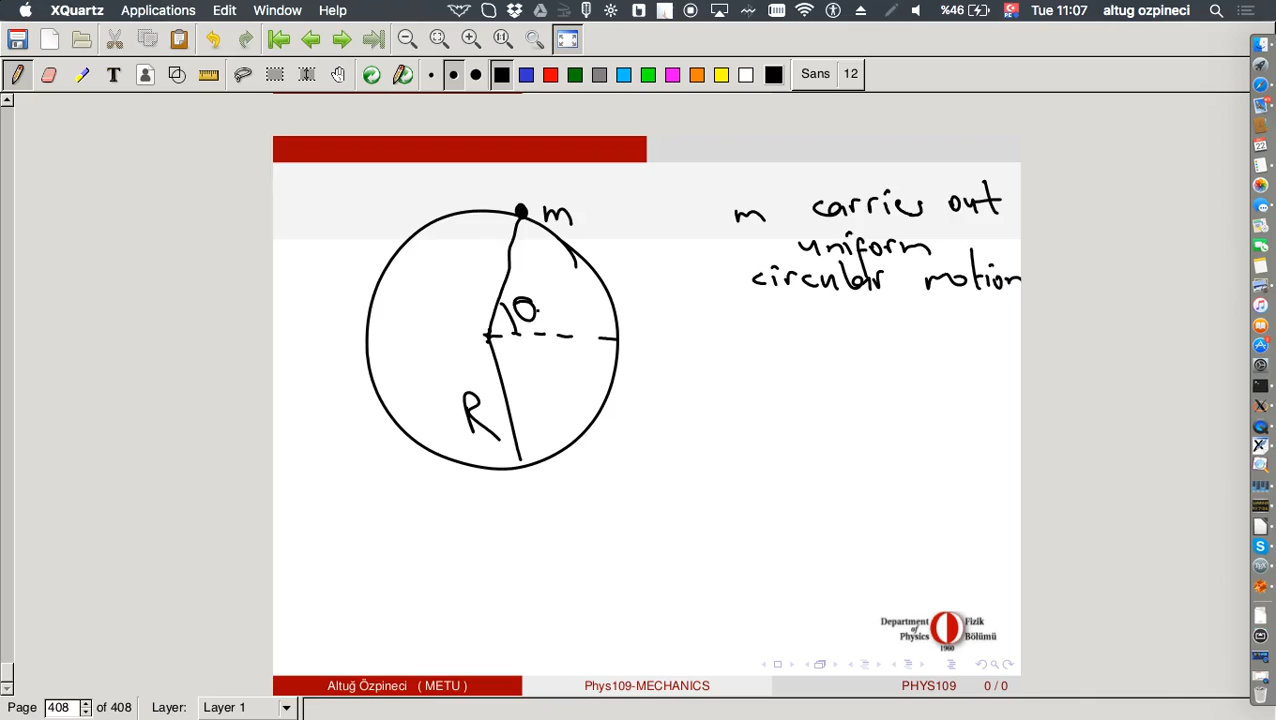 XQuartz Applications Edit Window Help %46 Tue 11:07 altug ozpineci
T Sans 12
m
m carries out
uniform
circular motion
θ
R
Department of Physics Fizik Bölümü
1960
Altuğ Özpineci ( METU ) Phys109-MECHANICS PHYS109 0 / 0
Page 408 of 408 Layer: Layer 1